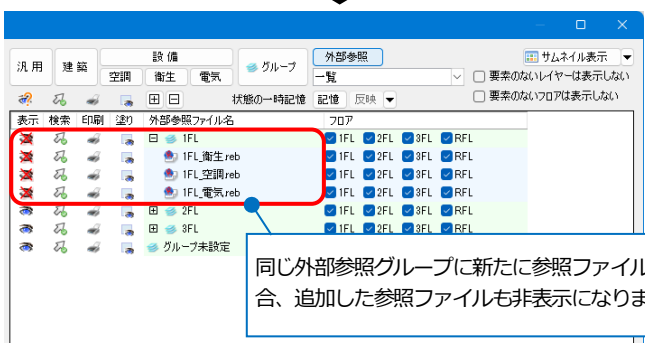 設備 外部参照 サムネイル表示
汎用 建築 空調 衛生 電気 グループ 一覧 要素のないレイヤーは表示しない
状態の一時記憶 記憶 反映 要素のないフロアは表示しない
表示 検索 印刷 塗り 外部参照ファイル名 フロア
1FL 1FL 2FL 3FL RFL
1FL_衛生.reb 1FL 2FL 3FL RFL
1FL_空調.reb 1FL 2FL 3FL RFL
1FL_電気.reb 1FL 2FL 3FL RFL
2FL 1FL 2FL 3FL RFL
3FL 1FL 2FL 3FL RFL
グループ未設定
同じ外部参照グループに新たに参照ファイル
合、追加した参照ファイルも非表示になりま